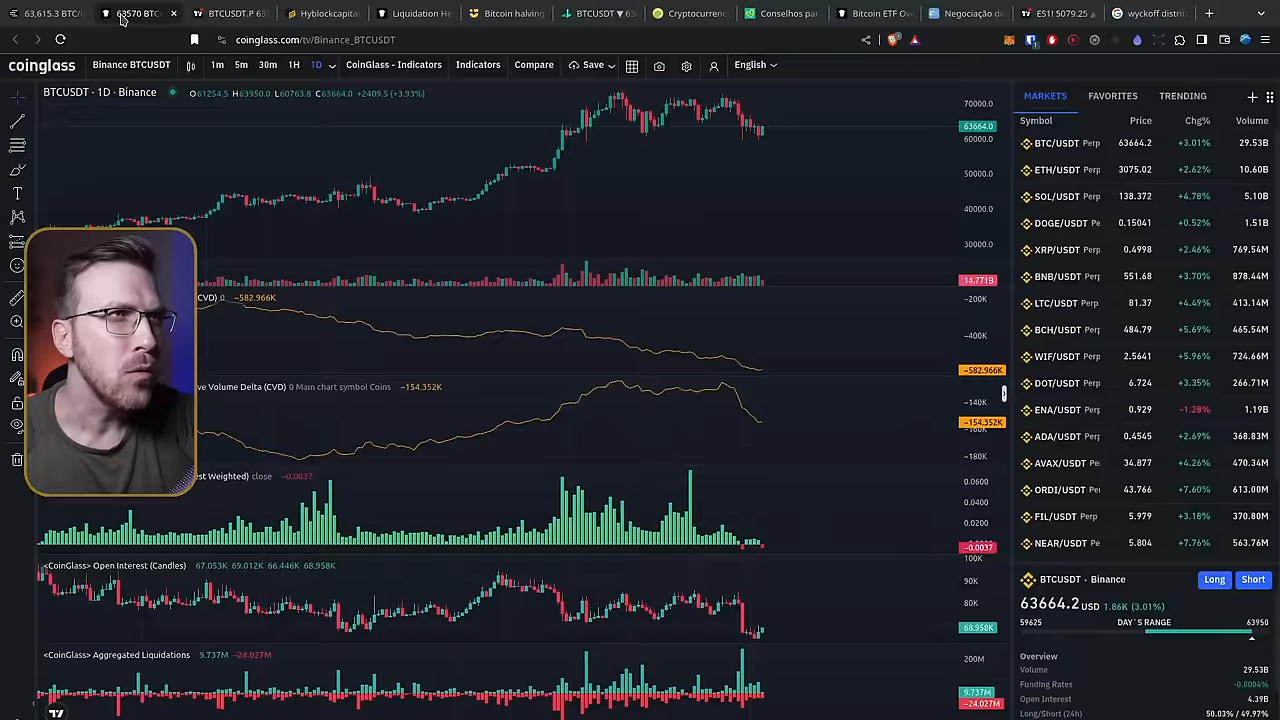 63,615.3 BTC/
63570 BTC
BTCUSDT.P 63
Hyblockcapita
Liquidation He
Bitcoin halving
BTCUSDT ▼ 63
Cryptocurrenc
Conselhos pa
Bitcoin ETF Ov
Negociação de
ES1! 5079.25
wyckoff distrib
coinglass.com/tv/Binance_BTCUSDT
coinglass
Binance BTCUSDT
1m 5m 30m 1H 1D
CoinGlass - Indicators
Indicators
Compare
Save
English
BTCUSDT · 1D · Binance
O61254.5 H63950.0 L60763.8 C63664.0 +2409.5 (+3.93%)
70000.0
63664.0
60000.0
50000.0
40000.0
30000.0
14.771B
CVD) 0 −582.966K
−200K
−400K
−582.966K
ve Volume Delta (CVD) 0 Main chart symbol Coins −154.352K
−140K
−154.352K
−160K
−180K
est Weighted) close −0.0037
0.0600
0.0400
0.0200
−0.0037
<CoinGlass> Open Interest (Candles) 67.053K
68.958K
100K
90K
80K
68.958K
<CoinGlass> Aggregated Liquidations 9.737M −24.027M
200M
9.737M
−24.027M
MARKETS FAVORITES TRENDING
Symbol Price Chg% Volume
BTC/USDT Perp 63664.2 +3.01% 29.53B
ETH/USDT Perp 3075.02 +2.62% 10.60B
SOL/USDT Perp 138.372 +4.78% 5.10B
DOGE/USDT Perp 0.15041 +0.52% 1.51B
XRP/USDT Perp 0.4998 +2.46% 769.54M
BNB/USDT Perp 551.68 +3.70% 878.44M
LTC/USDT Perp 81.37 +4.49% 413.14M
BCH/USDT Perp 484.79 +5.69% 465.54M
WIF/USDT Perp 2.5641 +5.96% 724.66M
DOT/USDT Perp 6.724 +3.35% 266.71M
ENA/USDT Perp 0.929 -1.28% 1.19B
ADA/USDT Perp 0.4545 +2.69% 368.83M
AVAX/USDT Pe 34.877 +4.26% 470.34M
ORDI/USDT Pe 43.766 +7.60% 613.00M
FIL/USDT Perp 5.979 +3.18% 370.80M
NEAR/USDT Pe 5.804 +7.76% 563.76M
BTCUSDT · Binance
Long Short
63664.2 USD 1.86K (3.01%)
59625 DAY'S RANGE 63950
Overview
Volume 29.53B
Funding Rates -0.0004%
Open Interest 4.39B
Long/Short (24h) 50.03% / 49.97%